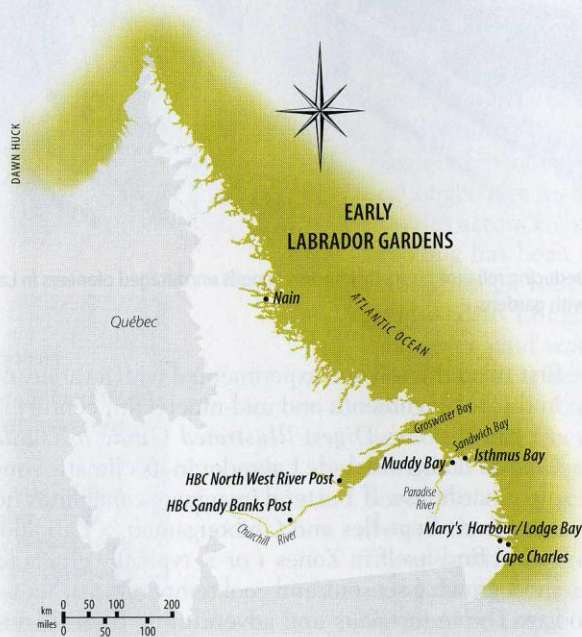 DAWN HUCK
EARLY
LABRADOR GARDENS
Nain
ATLANTIC OCEAN
Québec
Groswater Bay
Sandwich Bay
Isthmus Bay
Muddy Bay
HBC North West River Post
Paradise
River
HBC Sandy Banks Post
Churchill River
Mary's Harbour/Lodge Bay
Cape Charles
km 0 50 100 200
miles 0 50 100